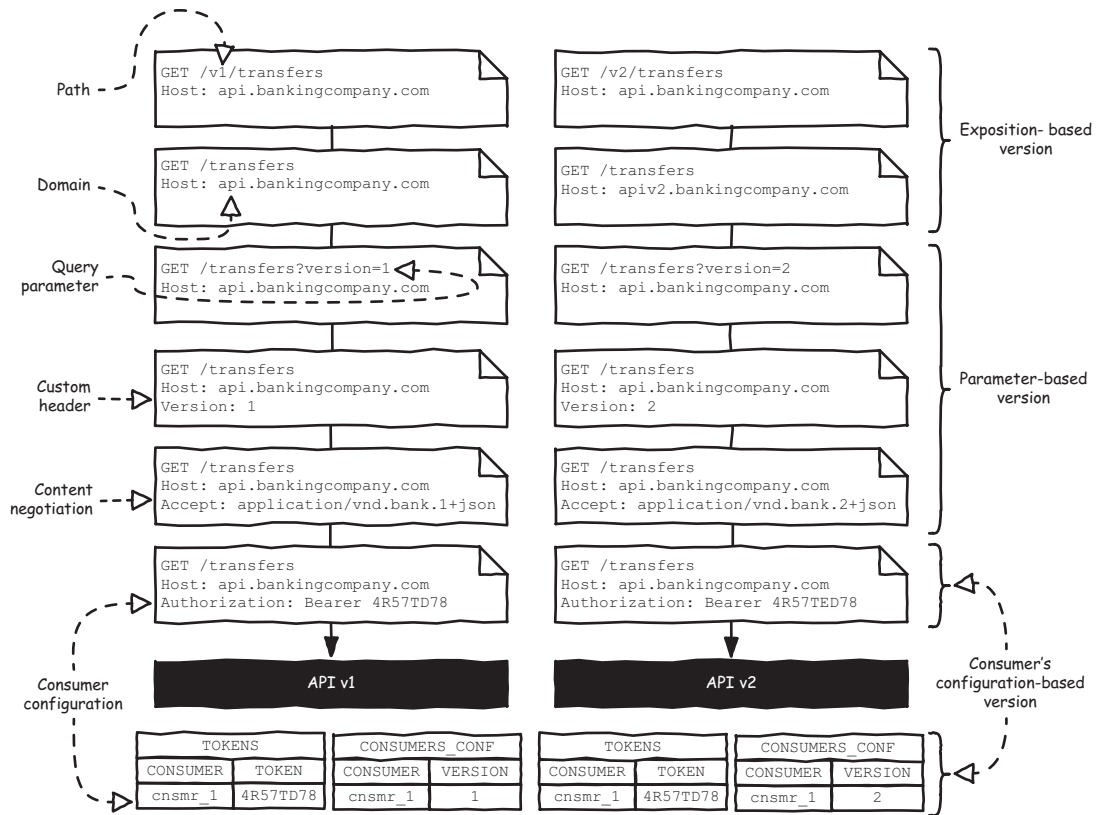 Path
GET /v1/transfers
Host: api.bankingcompany.com
GET /v2/transfers
Host: api.bankingcompany.com
Exposition- based
version
Domain
GET /transfers
Host: api.bankingcompany.com
GET /transfers
Host: apiv2.bankingcompany.com
Query
parameter
GET /transfers?version=1
Host: api.bankingcompany.com
GET /transfers?version=2
Host: api.bankingcompany.com
Custom
header
GET /transfers
Host: api.bankingcompany.com
Version: 1
GET /transfers
Host: api.bankingcompany.com
Version: 2
Parameter-based
version
Content
negotiation
GET /transfers
Host: api.bankingcompany.com
Accept: application/vnd.bank.1+json
GET /transfers
Host: api.bankingcompany.com
Accept: application/vnd.bank.2+json
GET /transfers
Host: api.bankingcompany.com
Authorization: Bearer 4R57TD78
GET /transfers
Host: api.bankingcompany.com
Authorization: Bearer 4R57TED78
Consumer
configuration
API v1
API v2
Consumer's
configuration-based
version
TOKENS
CONSUMER TOKEN
cnsmr_1 4R57TD78
CONSUMERS_CONF
CONSUMER VERSION
cnsmr_1 1
TOKENS
CONSUMER TOKEN
cnsmr_1 4R57TD78
CONSUMERS_CONF
CONSUMER VERSION
cnsmr_1 2